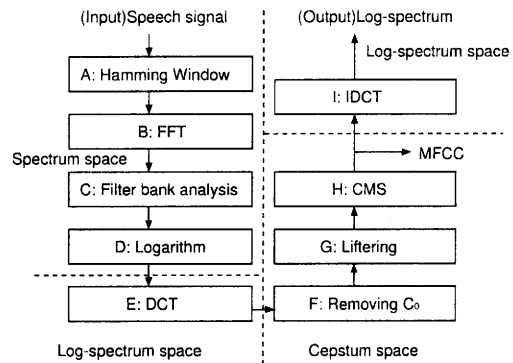 (Input)Speech signal
A: Hamming Window
B: FFT
Spectrum space
C: Filter bank analysis
D: Logarithm
E: DCT
Log-spectrum space
(Output)Log-spectrum
Log-spectrum space
I: IDCT
MFCC
H: CMS
G: Liftering
F: Removing C₀
Cepstum space